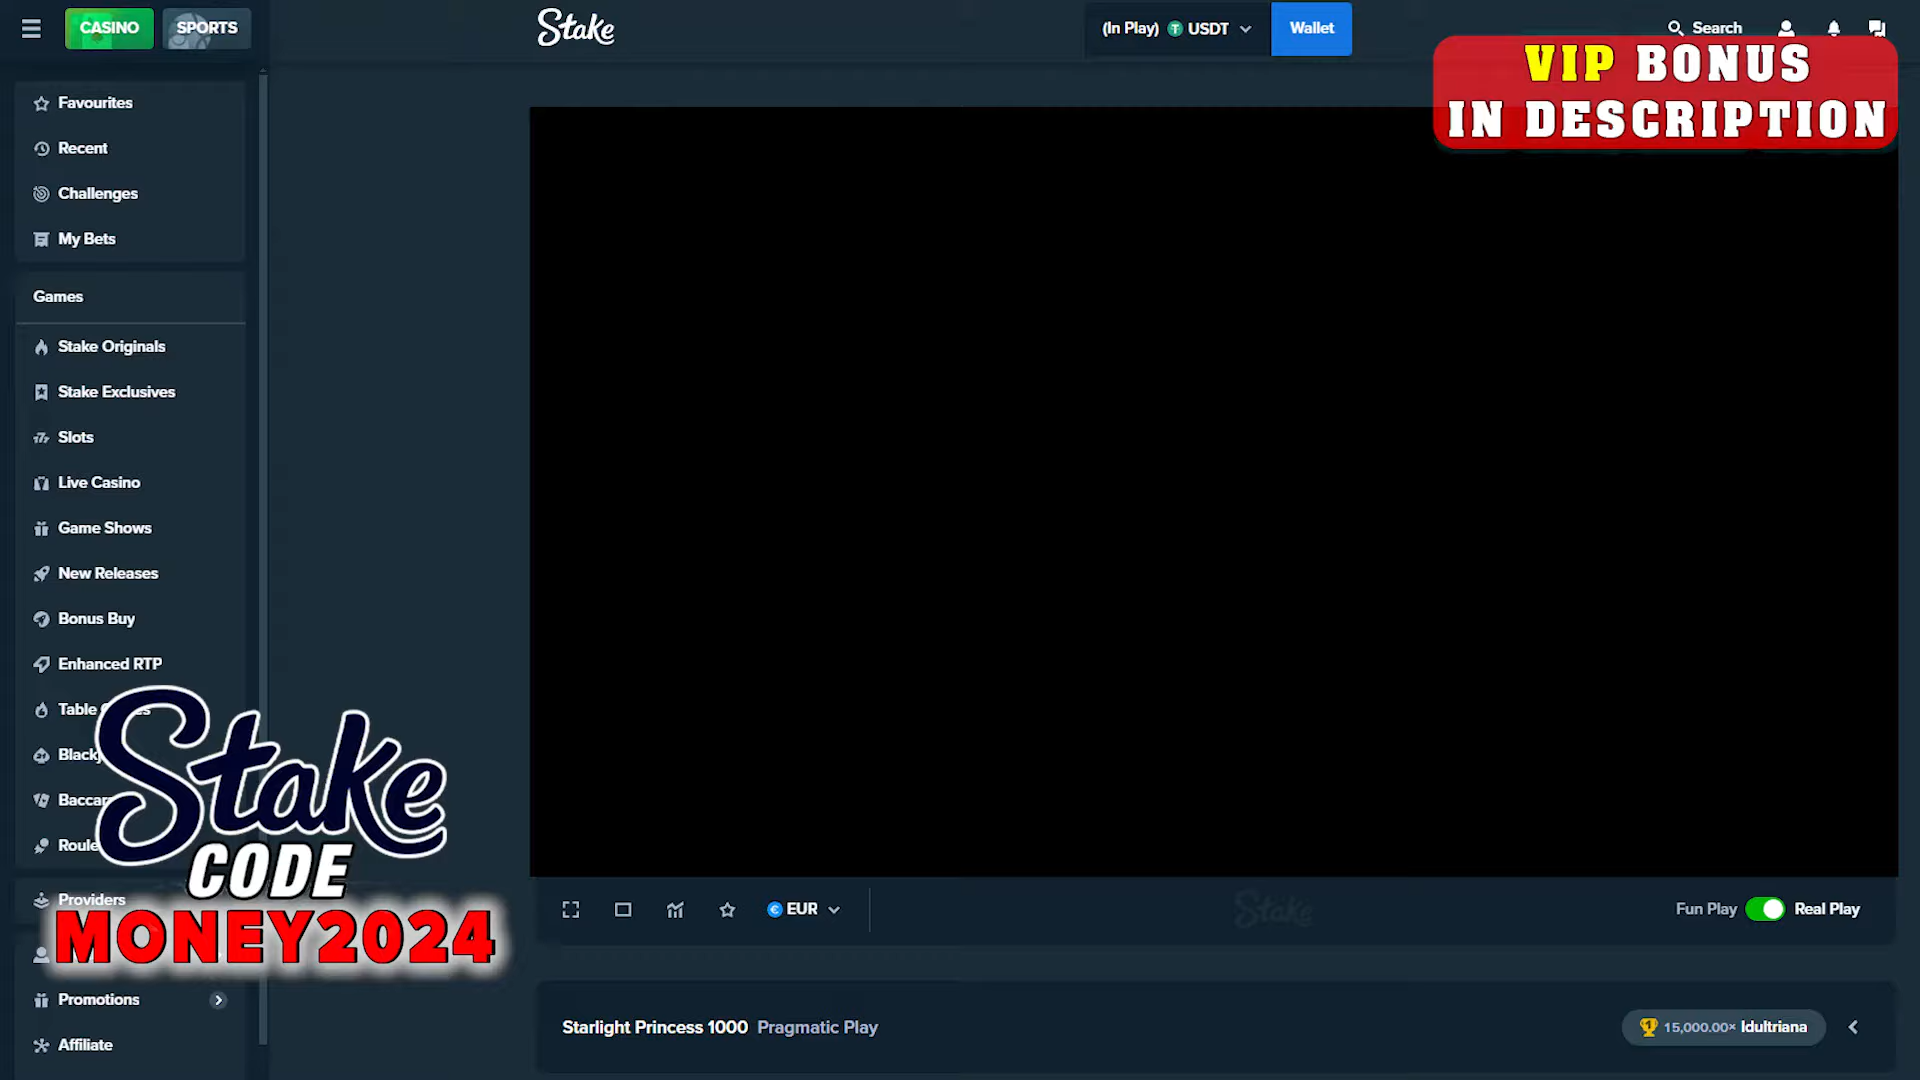 CASINO
SPORTS
Stake
(In Play) USDT
Wallet
Search
VIP BONUS
IN DESCRIPTION
Favourites
Recent
Challenges
My Bets
Games
Stake Originals
Stake Exclusives
Slots
Live Casino
Game Shows
New Releases
Bonus Buy
Enhanced RTP
Table
Stake
CODE
MONEY2024
Providers
Promotions
Affiliate
EUR
Stake
Fun Play
Real Play
Starlight Princess 1000 Pragmatic Play
15,000.00× Idultriana